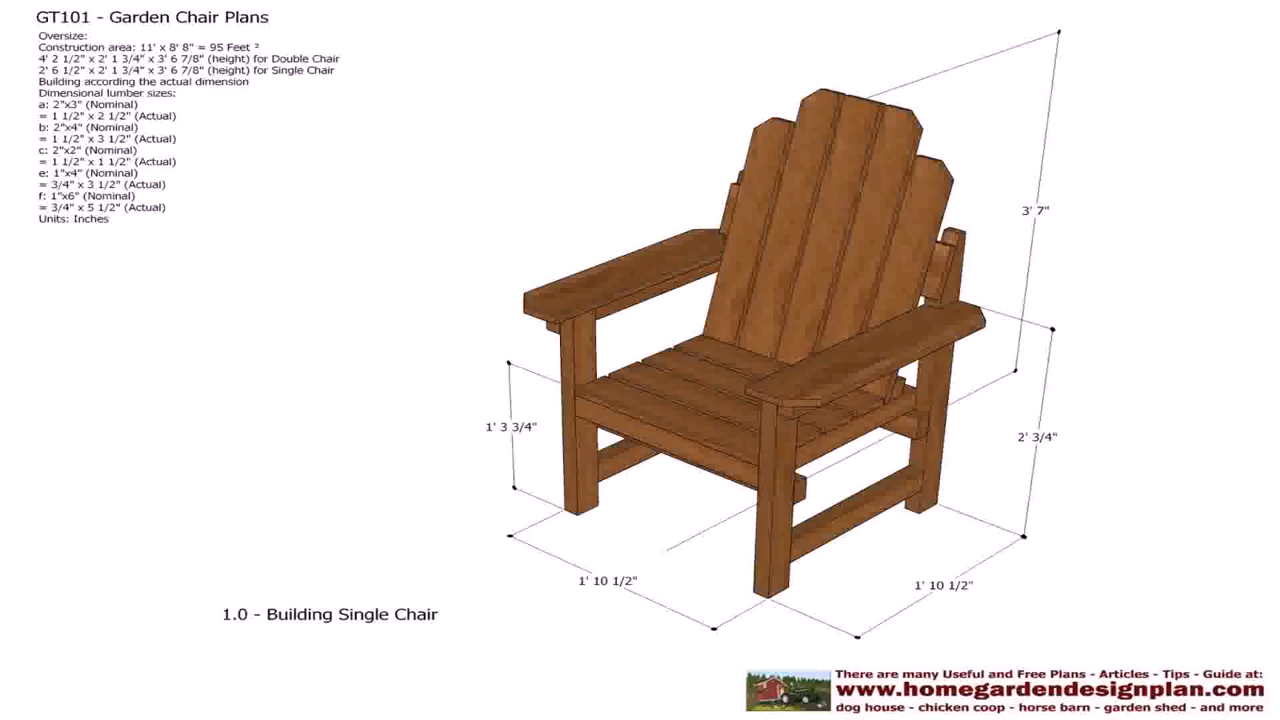 GT101 - Garden Chair Plans
Oversize:
Construction area: 11' x 8' 8" = 95 Feet ²
4' 2 1/2" x 2' 1 3/4" x 3' 6 7/8" (height) for Double Chair
2' 6 1/2" x 2' 1 3/4" x 3' 6 7/8" (height) for Single Chair
Building according the actual dimension
Dimensional lumber sizes:
a: 2"x3" (Nominal)
= 1 1/2" x 2 1/2" (Actual)
b: 2"x4" (Nominal)
= 1 1/2" x 3 1/2" (Actual)
c: 2"x2" (Nominal)
= 1 1/2" x 1 1/2" (Actual)
e: 1"x4" (Nominal)
= 3/4" x 3 1/2" (Actual)
f: 1"x6" (Nominal)
= 3/4" x 5 1/2" (Actual)
Units: Inches
3' 7"
1' 3 3/4"
2' 3/4"
1' 10 1/2"
1' 10 1/2"
1.0 - Building Single Chair
There are many Useful and Free Plans - Articles - Tips - Guide at:
www.homegardendesignplan.com
dog house - chicken coop - horse barn - garden shed - and more